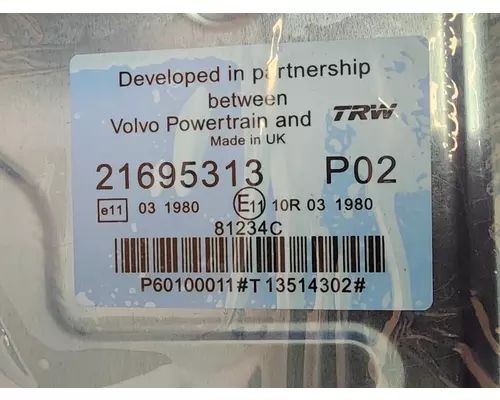 Developed in partnership
between
Volvo Powertrain and TRW
Made in UK
21695313 P02
e11 03 1980 E11 10R 03 1980
81234C
P60100011#T13514302#